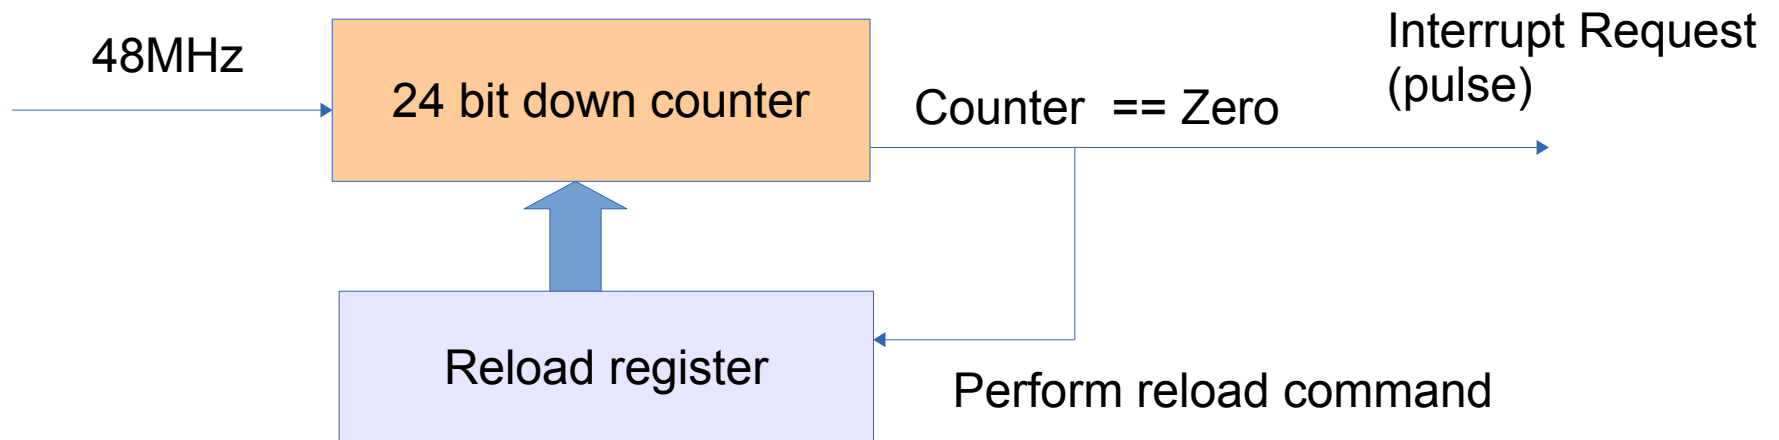 48MHz
24 bit down counter
Counter == Zero
Interrupt Request
(pulse)
Reload register
Perform reload command